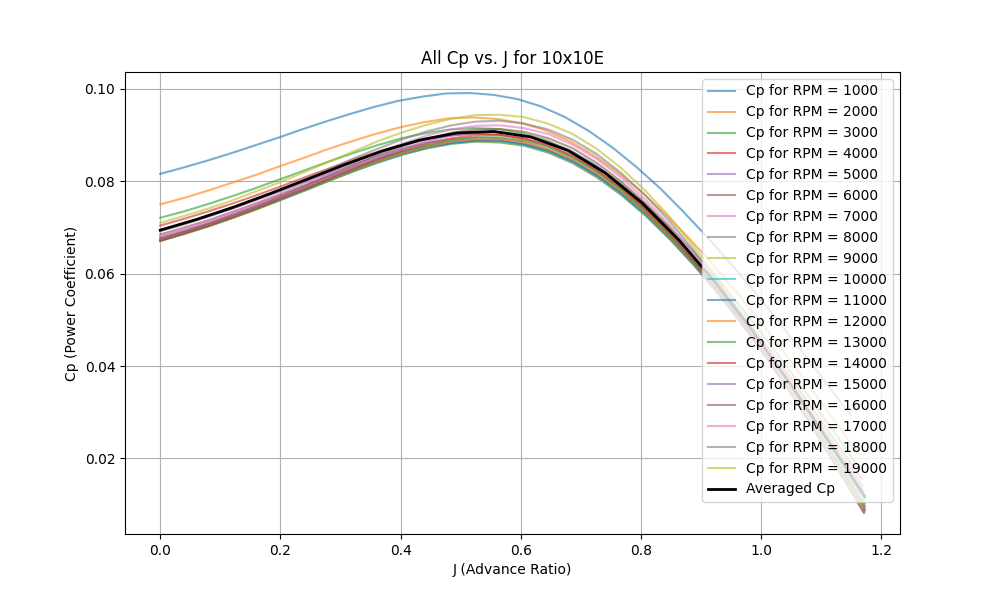 All Cp vs. J for 10x10E
Cp (Power Coefficient)
0.10
0.08
0.06
0.04
0.02
0.0
0.2
0.4
0.6
0.8
1.0
1.2
J (Advance Ratio)
Cp for RPM = 1000
Cp for RPM = 2000
Cp for RPM = 3000
Cp for RPM = 4000
Cp for RPM = 5000
Cp for RPM = 6000
Cp for RPM = 7000
Cp for RPM = 8000
Cp for RPM = 9000
Cp for RPM = 10000
Cp for RPM = 11000
Cp for RPM = 12000
Cp for RPM = 13000
Cp for RPM = 14000
Cp for RPM = 15000
Cp for RPM = 16000
Cp for RPM = 17000
Cp for RPM = 18000
Cp for RPM = 19000
Averaged Cp